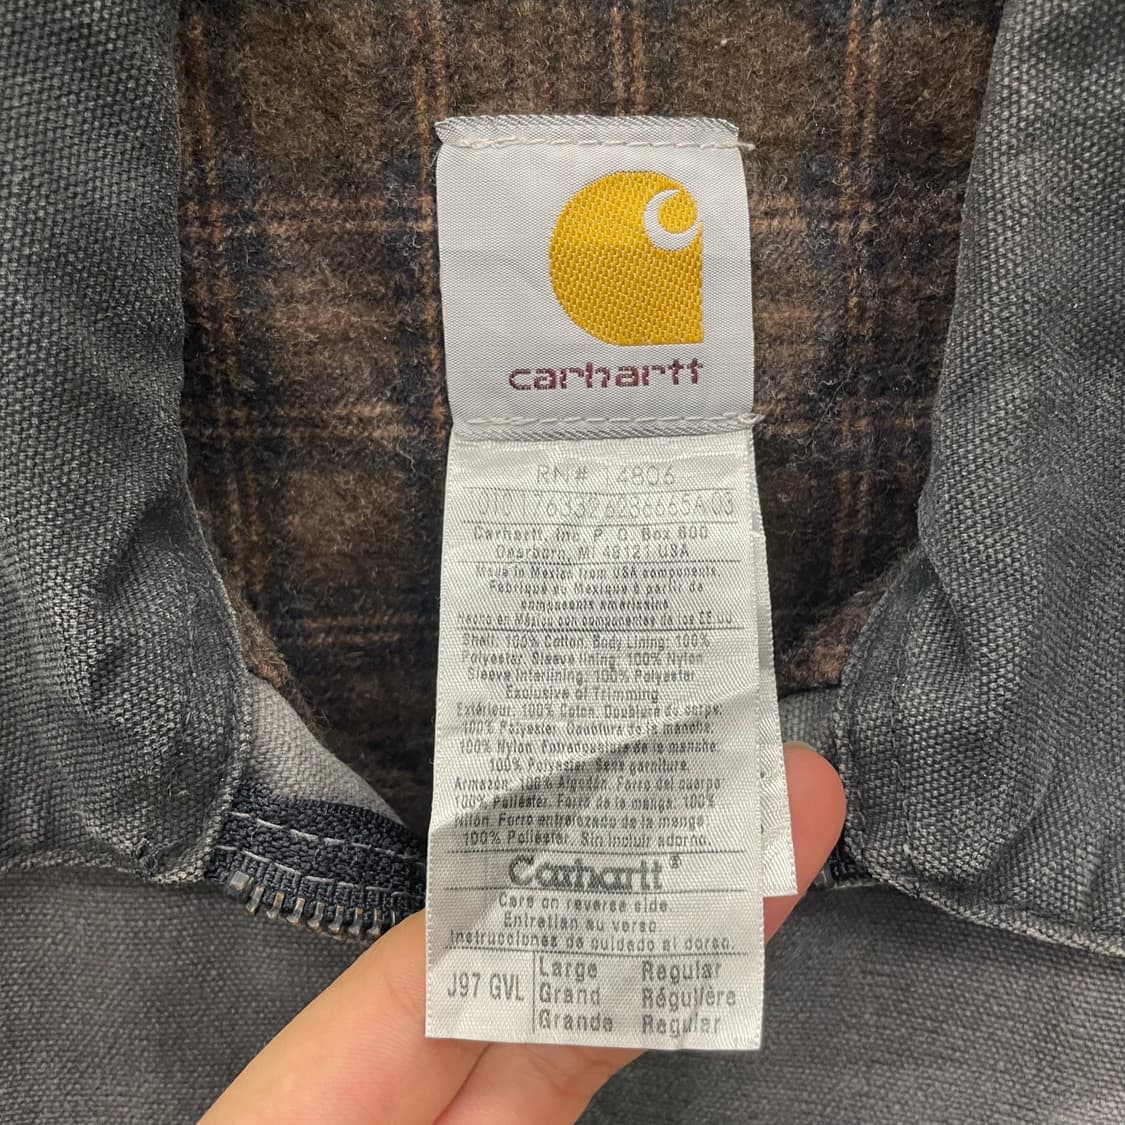 carhartt
RN# 14806
Carhartt, Inc. P. O. Box 600
Dearborn, MI 48121 USA
Made in Mexico from USA components.
Fabriqué au Mexique à partir de
composants américains
Hecho en México con componentes de los EE.UU
Shell, 100% Cotton. Body Lining, 100%
Polyester. Sleeve lining, 100% Nylon
Sleeve Interlining, 100% Polyester
Exclusive of Trimming
Extérieur, 100% Coton. Doublure du corps,
100% Polyester. Doublure de la manche,
100% Nylon. Entredoublure de la manche,
100% Polyester. Sans garniture.
Armazon, 100% Algodón. Forro del cuerpo
100% Poliéster. Forro de la manga, 100%
Nilón. Forro entrelazado de la manga
100% Poliéster. Sin incluir adorno.
Carhartt®
Care on reverse side.
Entretien au verso
Instrucciones de cuidado al dorso.
J97 GVL
Large Regular
Grand Régulière
Grande Regular